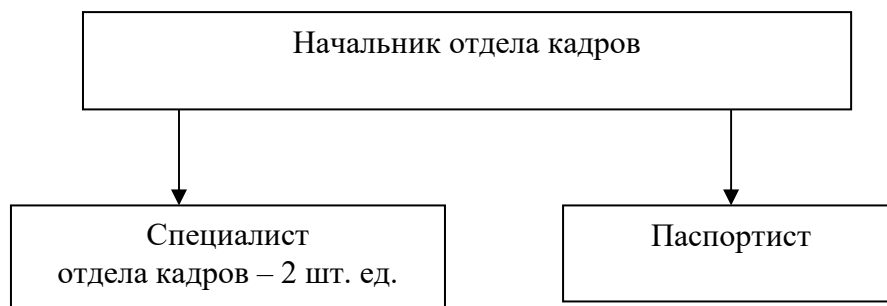 Начальник отдела кадров
Специалист
отдела кадров – 2 шт. ед.
Паспортист